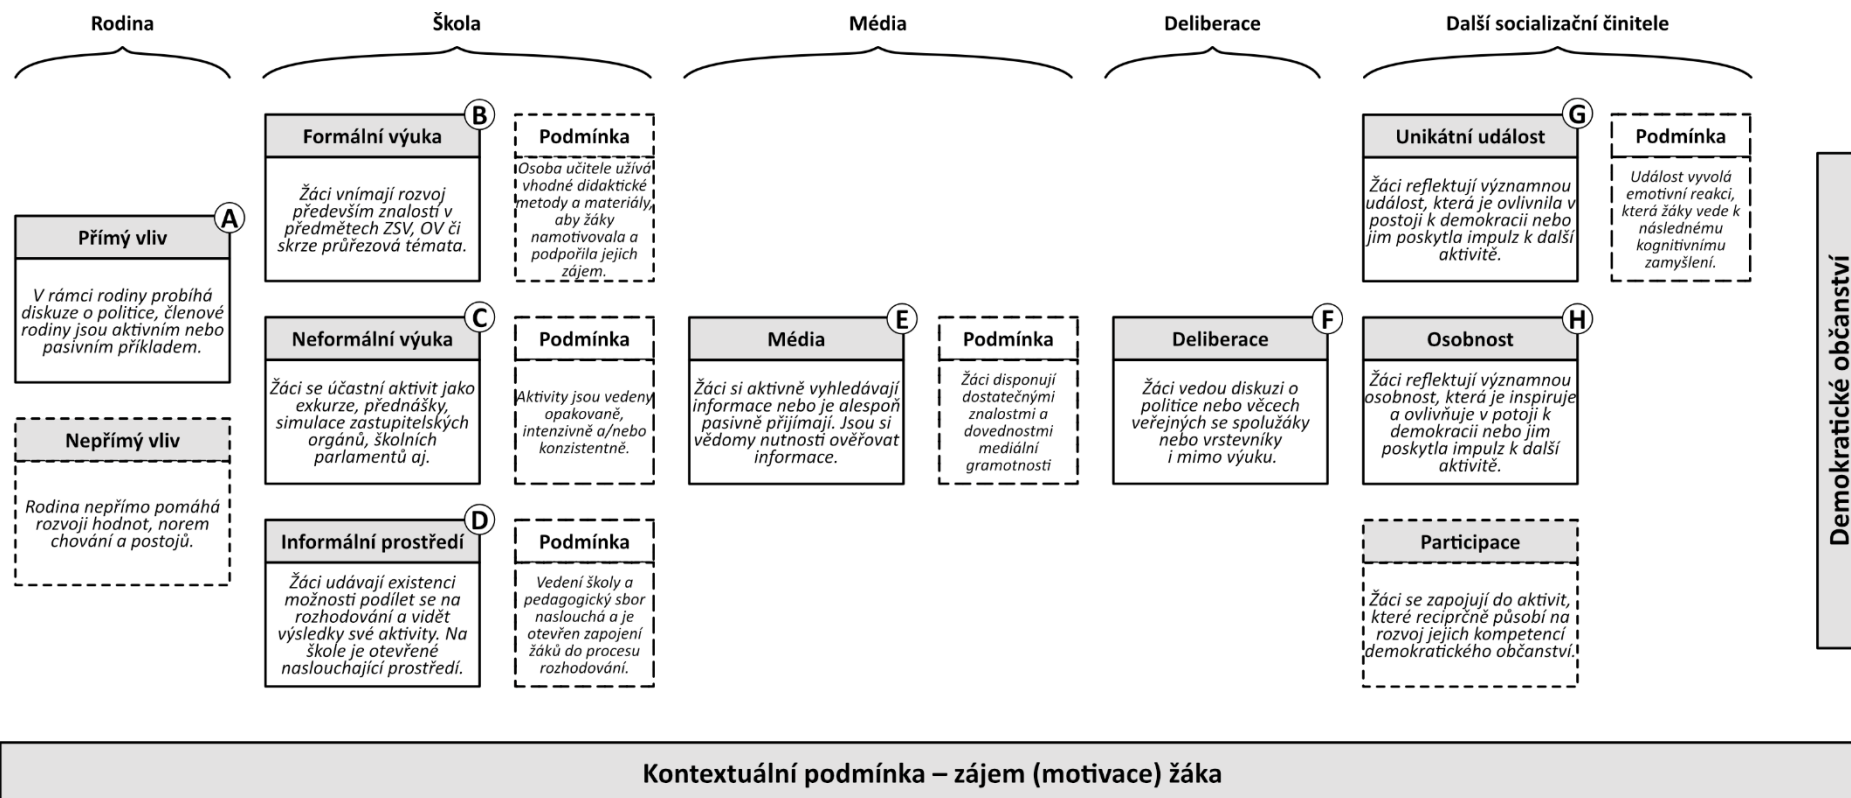 Rodina
Škola
Média
Deliberace
Další socializační činitele
A
Přímý vliv
V rámci rodiny probíhá
diskuze o politice, členové
rodiny jsou aktivním nebo
pasivním příkladem.
Nepřímý vliv
Rodina nepřímo pomáhá
rozvoji hodnot, norem
chování a postojů.
B
Formální výuka
Žáci vnímají rozvoj
především znalostí v
předmětech ZSV, OV či
skrze průřezová témata.
Podmínka
Osoba učitele užívá
vhodné didaktické
metody a materiály,
aby žáky
namotivovala a
podpořila jejich
zájem.
C
Neformální výuka
Žáci se účastní aktivit jako
exkurze, přednášky,
simulace zastupitelských
orgánů, školních
parlamentů aj.
Podmínka
Aktivity jsou vedeny
opakovaně,
intenzivně a/nebo
konzistentně.
D
Informální prostředí
Žáci udávají existenci
možnosti podílet se na
rozhodování a vidět
výsledky své aktivity. Na
škole je otevřené
naslouchající prostředí.
Podmínka
Vedení školy a
pedagogický sbor
naslouchá a je
otevřen zapojení
žáků do procesu
rozhodování.
E
Média
Žáci si aktivně vyhledávají
informace nebo je alespoň
pasivně přijímají. Jsou si
vědomy nutnosti ověřovat
informace.
Podmínka
Žáci disponují
dostatečnými
znalostmi a
dovednostmi
mediální
gramotnosti
F
Deliberace
Žáci vedou diskuzi o
politice nebo věcech
veřejných se spolužáky
nebo vrstevníky
i mimo výuku.
G
Unikátní událost
Žáci reflektují významnou
událost, která je ovlivnila v
postoji k demokracii nebo
jim poskytla impulz k další
aktivitě.
Podmínka
Událost vyvolá
emotivní reakci,
která žáky vede k
následnému
kognitivnímu
zamyšlení.
H
Osobnost
Žáci reflektují významnou
osobnost, která je inspiruje
a ovlivňuje v potoji k
demokracii nebo jim
poskytla impulz k další
aktivitě.
Participace
Žáci se zapojují do aktivit,
které reciprčně působí na
rozvoj jejich kompetencí
demokratického občanství.
Demokratické občanství
Kontextuální podmínka – zájem (motivace) žáka